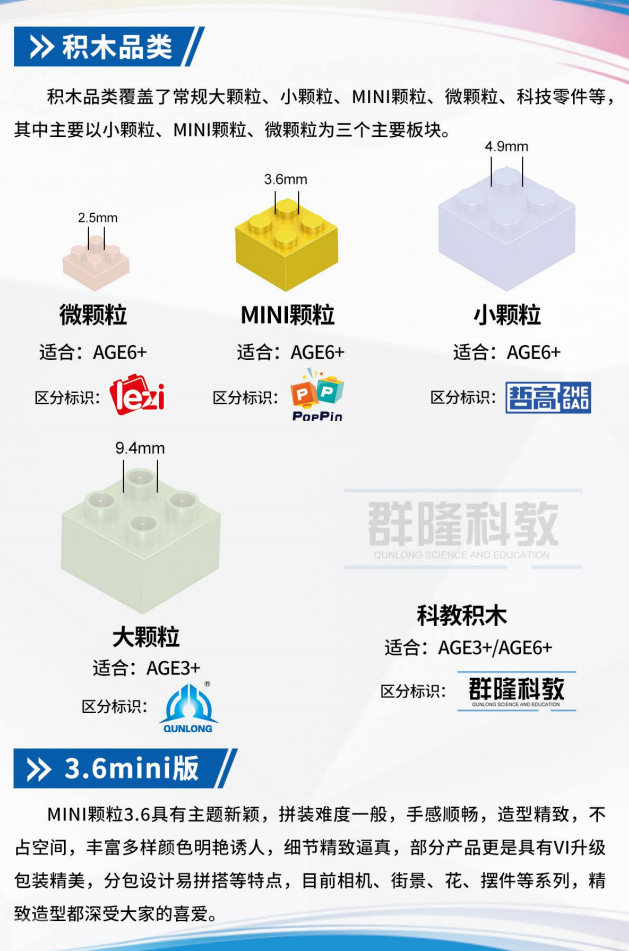 积木品类
积木品类覆盖了常规大颗粒、小颗粒、MINI颗粒、微颗粒、科技零件等，
其中主要以小颗粒、MINI颗粒、微颗粒为三个主要板块。
2.5mm
3.6mm
4.9mm
微颗粒
MINI颗粒
小颗粒
适合：AGE6+
适合：AGE6+
适合：AGE6+
区分标识：lezi
区分标识：P P
PopPin
区分标识：哲高 ZHE
GAO
9.4mm
群隆科教
QUNLONG SCIENCE AND EDUCATION
大颗粒
科教积木
适合：AGE3+
适合：AGE3+/AGE6+
区分标识：
®
QUNLONG
区分标识：群隆科教
QUNLONG SCIENCE AND EDUCATION
3.6mini版
MINI颗粒3.6具有主题新颖，拼装难度一般，手感顺畅，造型精致，不
占空间，丰富多样颜色明艳诱人，细节精致逼真，部分产品更是具有VI升级
包装精美，分包设计易拼搭等特点，目前相机、街景、花、摆件等系列，精
致造型都深受大家的喜爱。